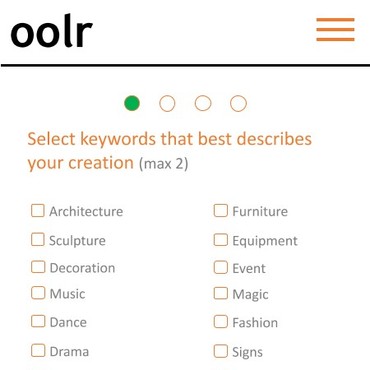 oolr
Select keywords that best describes
your creation (max 2)
Architecture
Sculpture
Decoration
Music
Dance
Drama
Furniture
Equipment
Event
Magic
Fashion
Signs